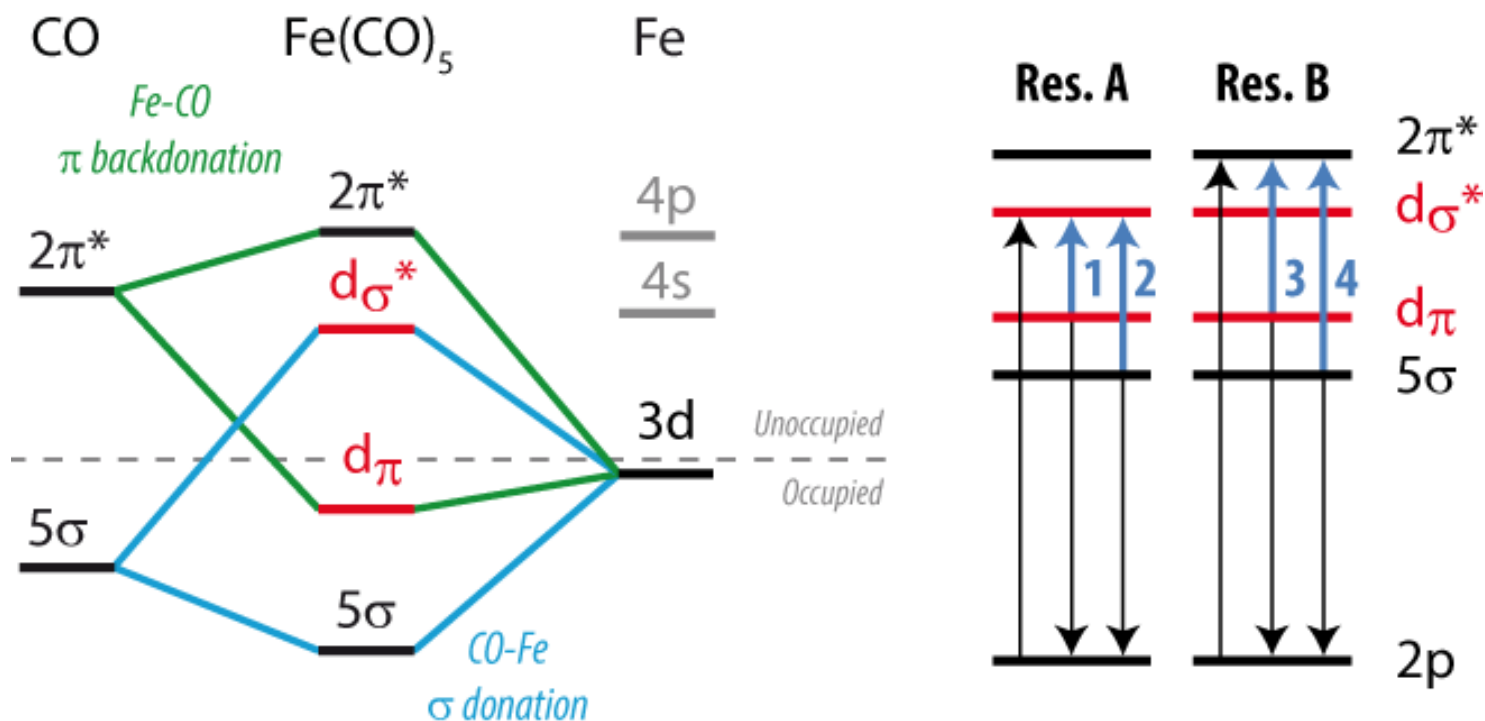 CO Fe(CO)₅ Fe
Fe-CO
π backdonation
2π*
2π*
dσ*
dπ
5σ
5σ
4p
4s
3d
Unoccupied
Occupied
CO-Fe
σ donation
Res. A Res. B
1 2 3 4
2π*
dσ*
dπ
5σ
2p